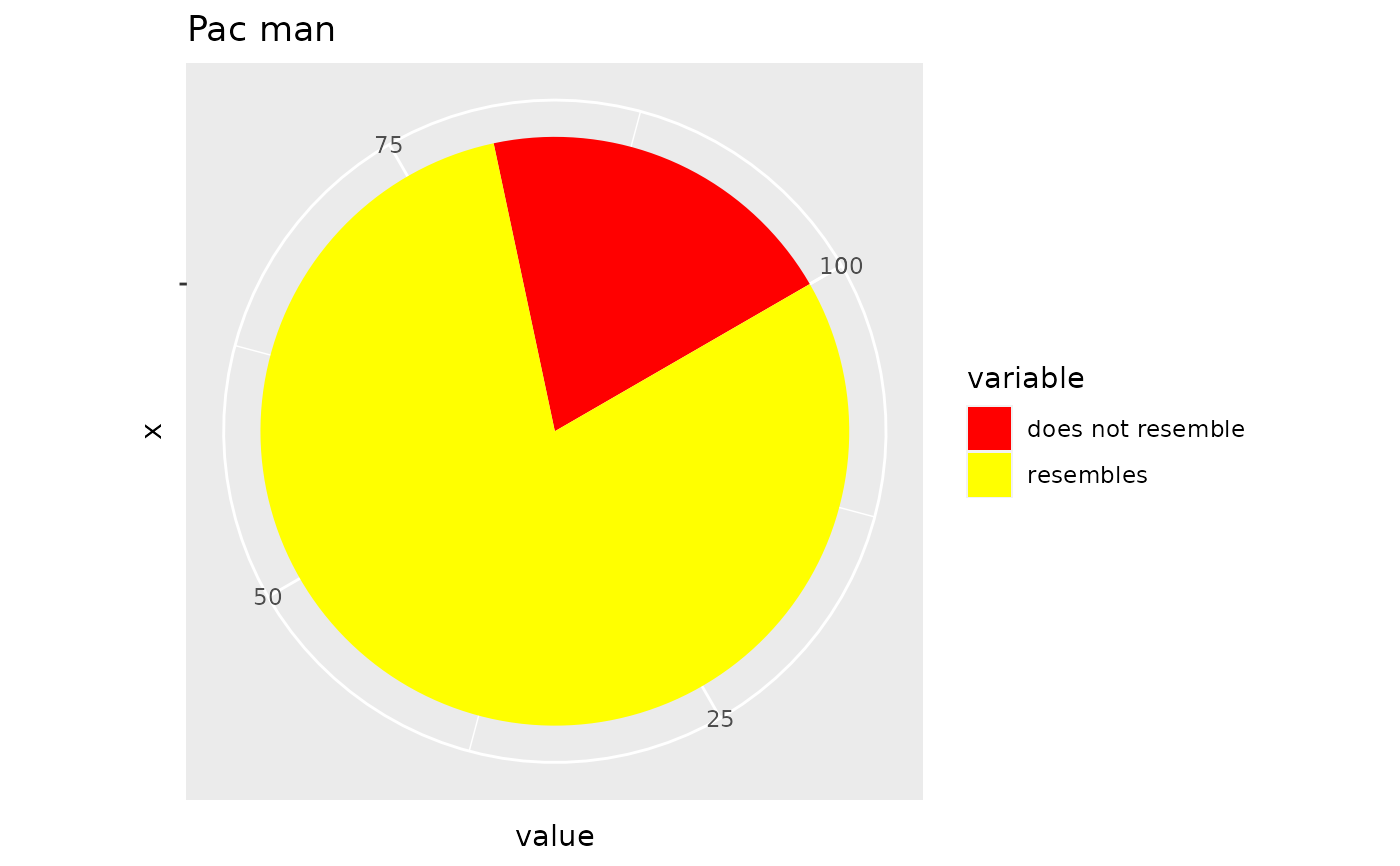 Pac man
75
100
50
25
x
value
variable
does not resemble
resembles